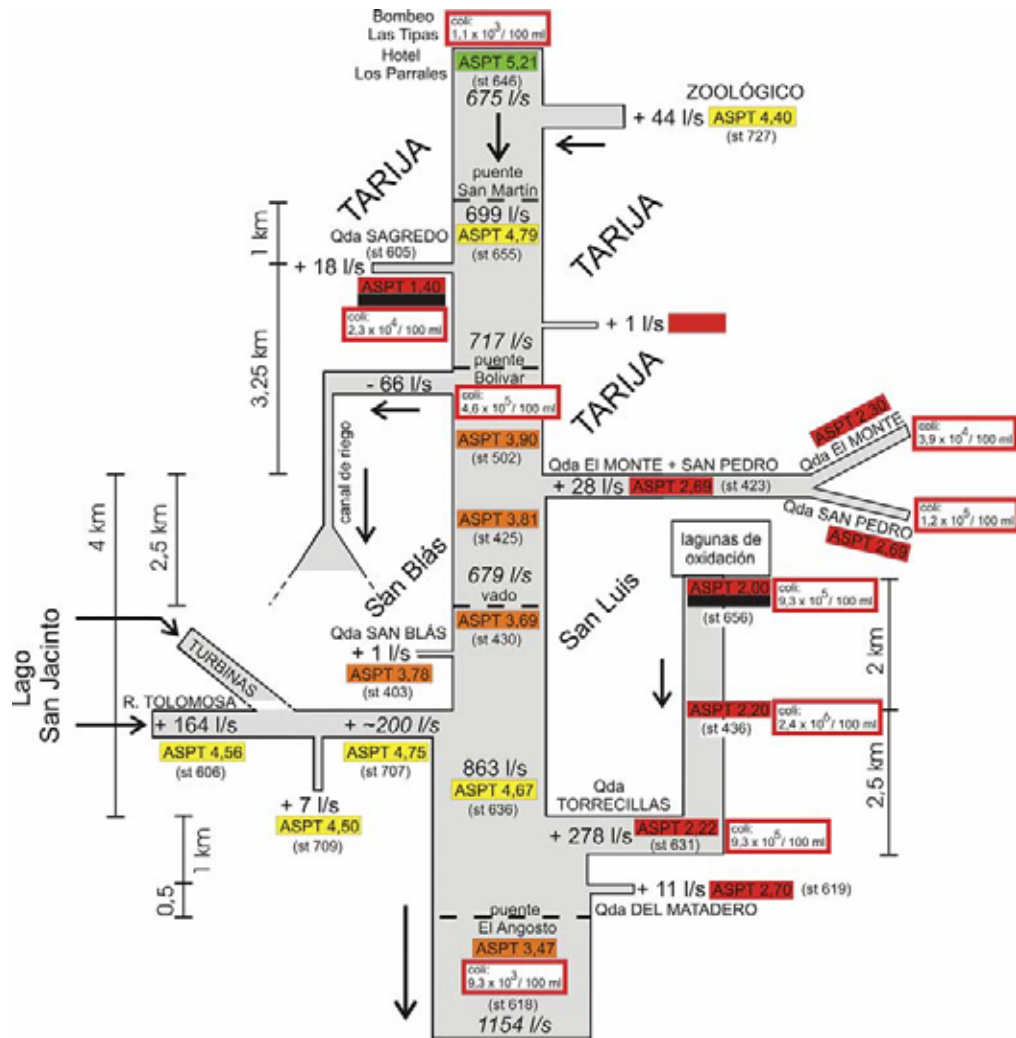 Bombeo
Las Tipas
coli:
1,1 x 10³/ 100 ml
Hotel
Los Parrales
ASPT 5,21
(st 646)
675 l/s
ZOOLÓGICO
+ 44 l/s ASPT 4,40
(st 727)
TARIJA
puente
San Martín
699 l/s
ASPT 4,79
(st 655)
TARIJA
1 km
Qda SAGREDO
(st 605)
+ 18 l/s
ASPT 1,40
coli:
2,3 x 10⁴/ 100 ml
+ 1 l/s
3,25 km
717 l/s
puente
Bolivar
- 66 l/s
coli:
4,6 x 10⁵/ 100 ml
TARIJA
ASPT 3,90
(st 502)
canal de riego
ASPT 2,30
Qda El MONTE
coli:
3,9 x 10⁴/ 100 ml
Qda El MONTE + SAN PEDRO
+ 28 l/s ASPT 2,69 (st 423)
Qda SAN PEDRO
ASPT 2,69
coli:
1,2 x 10⁵/ 100 ml
4 km
2,5 km
ASPT 3,81
(st 425)
San Blás
679 l/s
vado
ASPT 3,69
(st 430)
San Luis
lagunas de
oxidación
ASPT 2,00
(st 656)
coli:
9,3 x 10⁵/ 100 ml
2 km
Qda SAN BLÁS
+ 1 l/s
ASPT 3,78
(st 403)
Lago
San Jacinto
TURBINAS
R. TOLOMOSA
+ 164 l/s
ASPT 4,56
(st 606)
+ ~200 l/s
ASPT 4,75
(st 707)
+ 7 l/s
ASPT 4,50
(st 709)
ASPT 2,20
(st 436)
coli:
2,4 x 10⁶/ 100 ml
2,5 km
863 l/s
ASPT 4,67
(st 636)
Qda
TORRECILLAS
+ 278 l/s ASPT 2,22
(st 631)
coli:
9,3 x 10⁵/ 100 ml
1 km
0,5
+ 11 l/s ASPT 2,70 (st 619)
Qda DEL MATADERO
puente
El Angosto
ASPT 3,47
coli:
9,3 x 10³/ 100 ml
(st 618)
1154 l/s